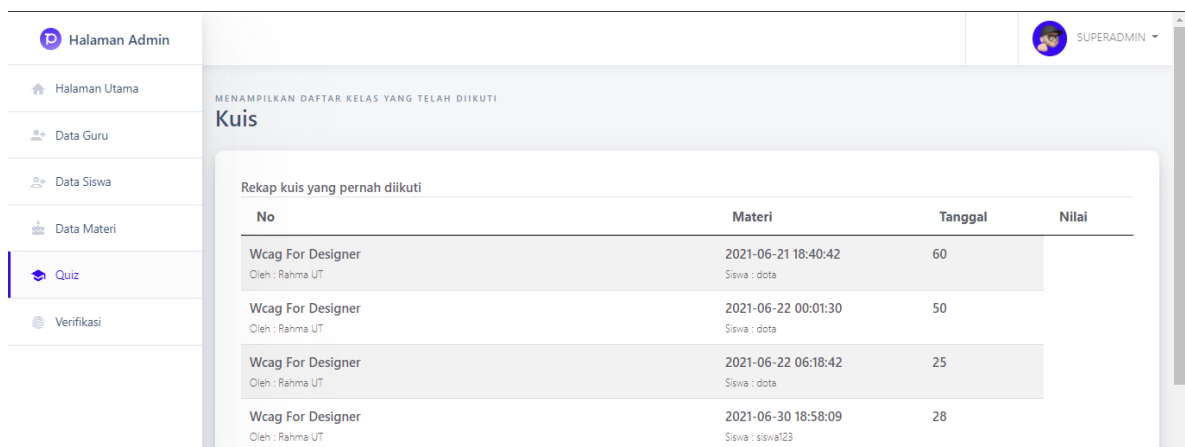 Halaman Admin
SUPERADMIN
Halaman Utama
Data Guru
Data Siswa
Data Materi
Quiz
Verifikasi
MENAMPILKAN DAFTAR KELAS YANG TELAH DIIKUTI
Kuis
Rekap kuis yang pernah diikuti
No Materi Tanggal Nilai
Wcag For Designer 2021-06-21 18:40:42 60
Oleh : Rahma UT Siswa : dota
Wcag For Designer 2021-06-22 00:01:30 50
Oleh : Rahma UT Siswa : dota
Wcag For Designer 2021-06-22 06:18:42 25
Oleh : Rahma UT Siswa : dota
Wcag For Designer 2021-06-30 18:58:09 28
Oleh : Rahma UT Siswa : siswa123